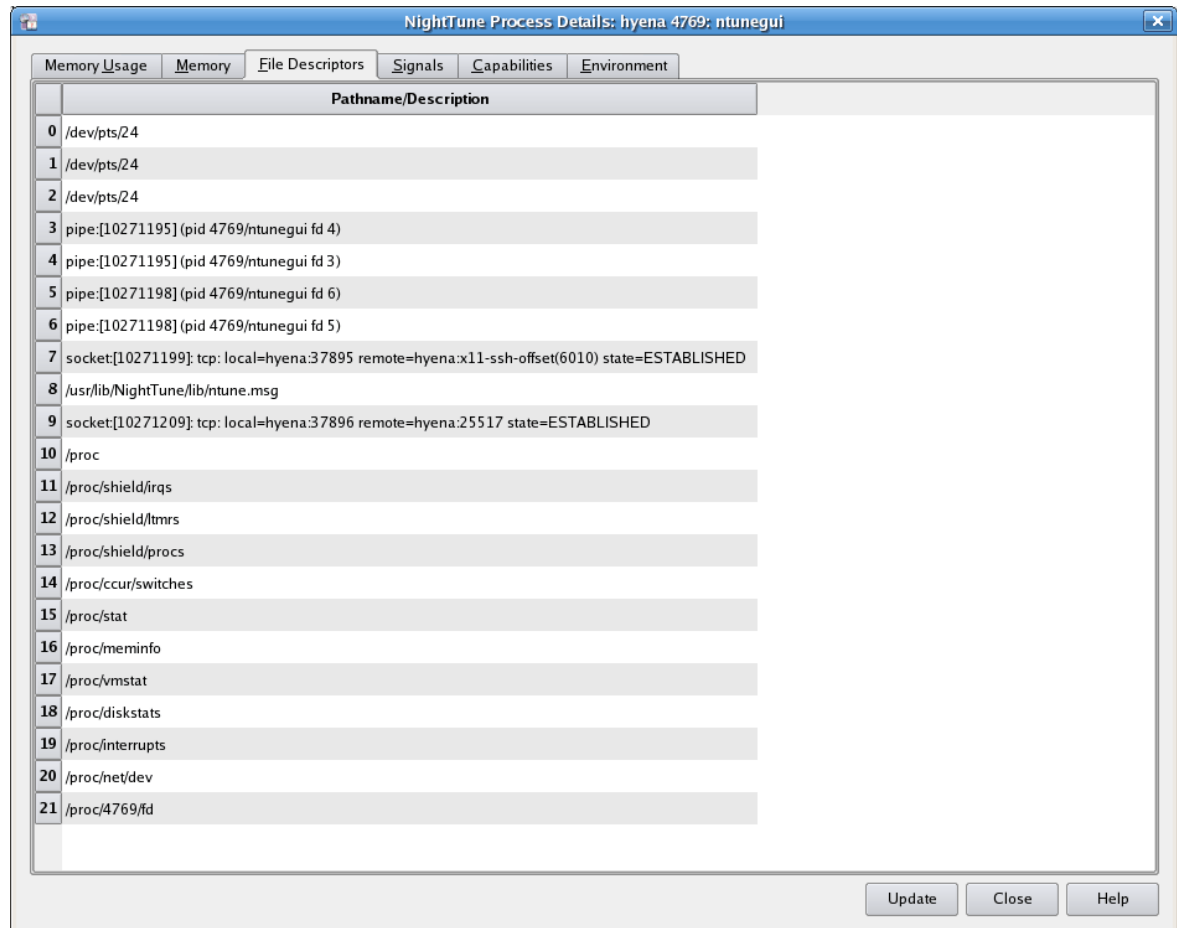 NightTune Process Details: hyena 4769: ntunegui
Memory Usage Memory File Descriptors Signals Capabilities Environment
Pathname/Description
0 /dev/pts/24
1 /dev/pts/24
2 /dev/pts/24
3 pipe:[10271195] (pid 4769/ntunegui fd 4)
4 pipe:[10271195] (pid 4769/ntunegui fd 3)
5 pipe:[10271198] (pid 4769/ntunegui fd 6)
6 pipe:[10271198] (pid 4769/ntunegui fd 5)
7 socket:[10271199]: tcp: local=hyena:37895 remote=hyena:x11-ssh-offset(6010) state=ESTABLISHED
8 /usr/lib/NightTune/lib/ntune.msg
9 socket:[10271209]: tcp: local=hyena:37896 remote=hyena:25517 state=ESTABLISHED
10 /proc
11 /proc/shield/irqs
12 /proc/shield/ltmrs
13 /proc/shield/procs
14 /proc/ccur/switches
15 /proc/stat
16 /proc/meminfo
17 /proc/vmstat
18 /proc/diskstats
19 /proc/interrupts
20 /proc/net/dev
21 /proc/4769/fd
Update Close Help